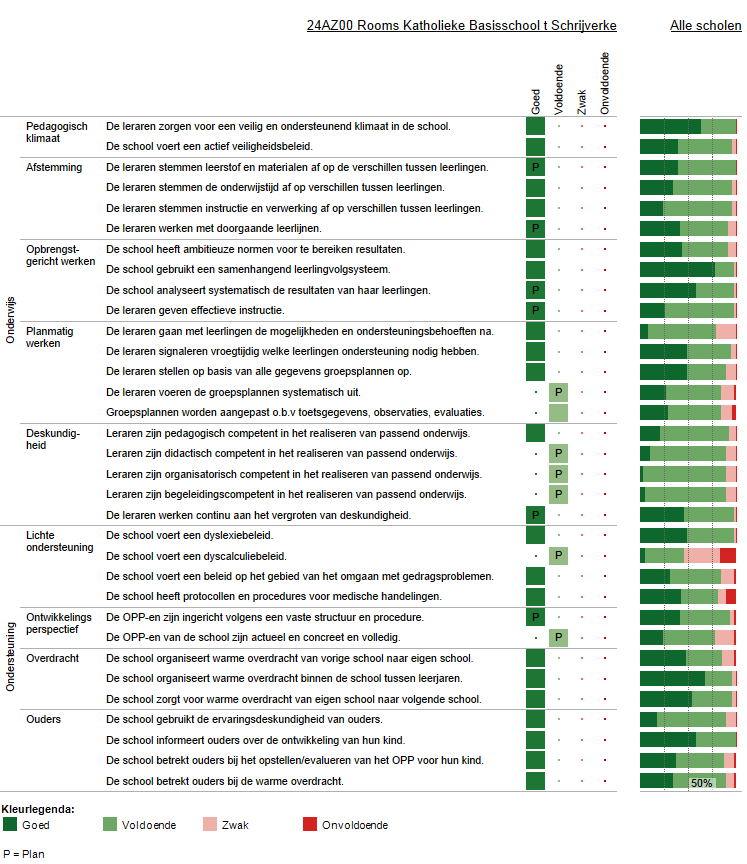 24AZ00 Rooms Katholieke Basisschool t Schrijverke Alle scholen
Goed Voldoende Zwak Onvoldoende
Onderwijs
Pedagogisch klimaat
De leraren zorgen voor een veilig en ondersteunend klimaat in de school.
De school voert een actief veiligheidsbeleid.
Afstemming
De leraren stemmen leerstof en materialen af op de verschillen tussen leerlingen. P
De leraren stemmen de onderwijstijd af op verschillen tussen leerlingen.
De leraren stemmen instructie en verwerking af op verschillen tussen leerlingen.
De leraren werken met doorgaande leerlijnen. P
Opbrengst-
gericht werken
De school heeft ambitieuze normen voor te bereiken resultaten.
De school gebruikt een samenhangend leerlingvolgsysteem.
De school analyseert systematisch de resultaten van haar leerlingen. P
De leraren geven effectieve instructie. P
Planmatig
werken
De leraren gaan met leerlingen de mogelijkheden en ondersteuningsbehoeften na.
De leraren signaleren vroegtijdig welke leerlingen ondersteuning nodig hebben.
De leraren stellen op basis van alle gegevens groepsplannen op.
De leraren voeren de groepsplannen systematisch uit. P
Groepsplannen worden aangepast o.b.v toetsgegevens, observaties, evaluaties.
Deskundig-
heid
Leraren zijn pedagogisch competent in het realiseren van passend onderwijs.
Leraren zijn didactisch competent in het realiseren van passend onderwijs. P
Leraren zijn organisatorisch competent in het realiseren van passend onderwijs. P
Leraren zijn begeleidingscompetent in het realiseren van passend onderwijs. P
De leraren werken continu aan het vergroten van deskundigheid. P
Ondersteuning
Lichte
ondersteuning
De school voert een dyslexiebeleid.
De school voert een dyscalculiebeleid. P
De school voert een beleid op het gebied van het omgaan met gedragsproblemen.
De school heeft protocollen en procedures voor medische handelingen.
Ontwikkelings
perspectief
De OPP-en zijn ingericht volgens een vaste structuur en procedure. P
De OPP-en van de school zijn actueel en concreet en volledig. P
Overdracht
De school organiseert warme overdracht van vorige school naar eigen school.
De school organiseert warme overdracht binnen de school tussen leerjaren.
De school zorgt voor warme overdracht van eigen school naar volgende school.
Ouders
De school gebruikt de ervaringsdeskundigheid van ouders.
De school informeert ouders over de ontwikkeling van hun kind.
De school betrekt ouders bij het opstellen/evalueren van het OPP voor hun kind.
De school betrekt ouders bij de warme overdracht. 50%
Kleurlegenda:
Goed Voldoende Zwak Onvoldoende
P = Plan